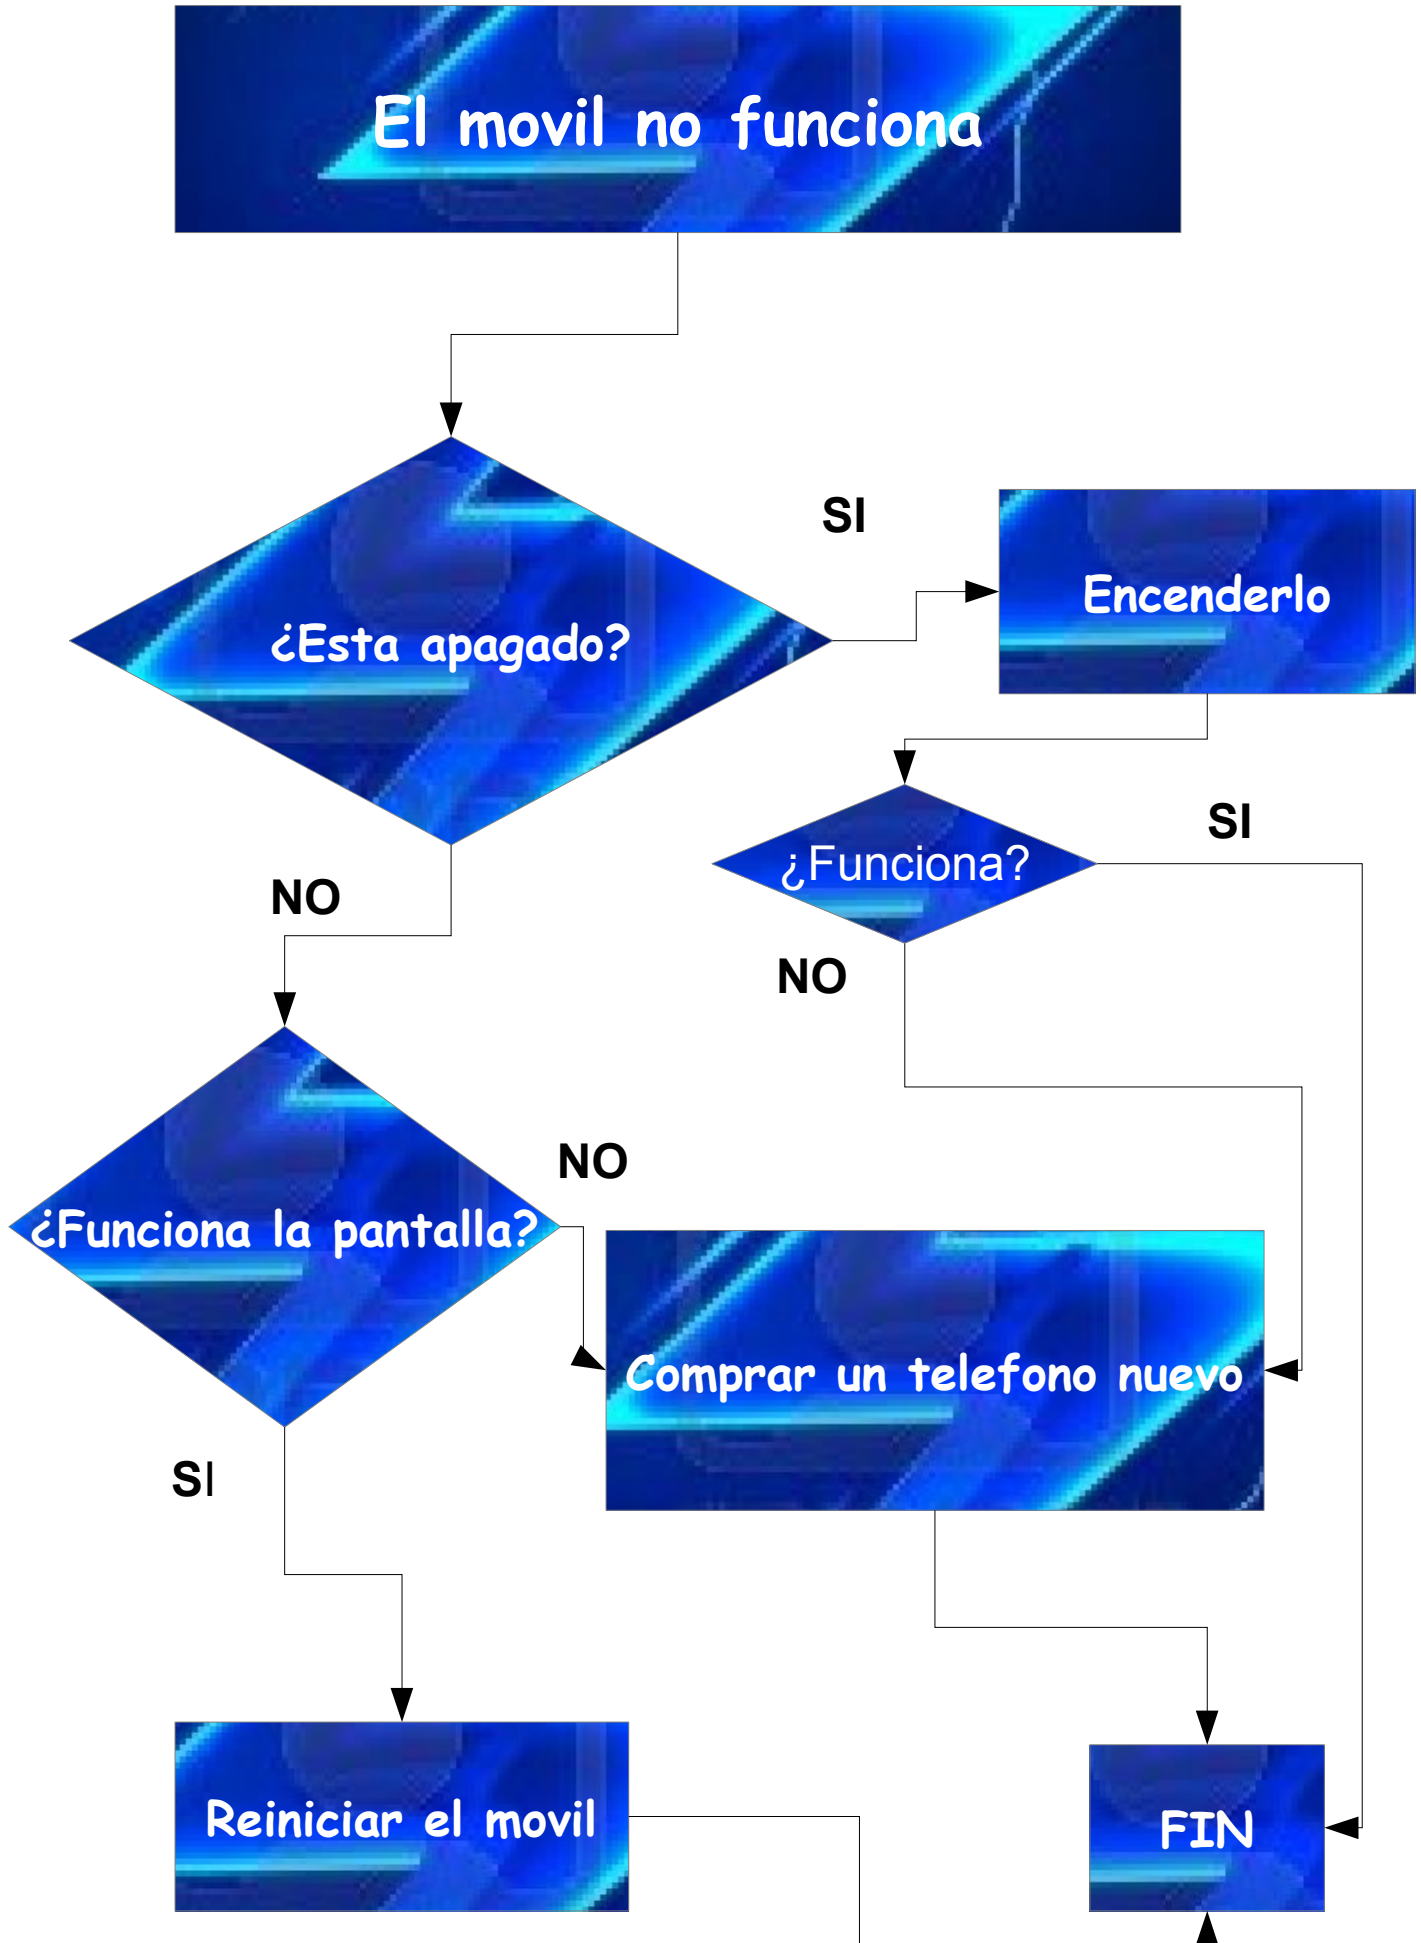 El movil no funciona
SI
Encenderlo
¿Esta apagado?
SI
¿Funciona?
NO
NO
NO
¿Funciona la pantalla?
Comprar un telefono nuevo
SI
Reiniciar el movil
FIN